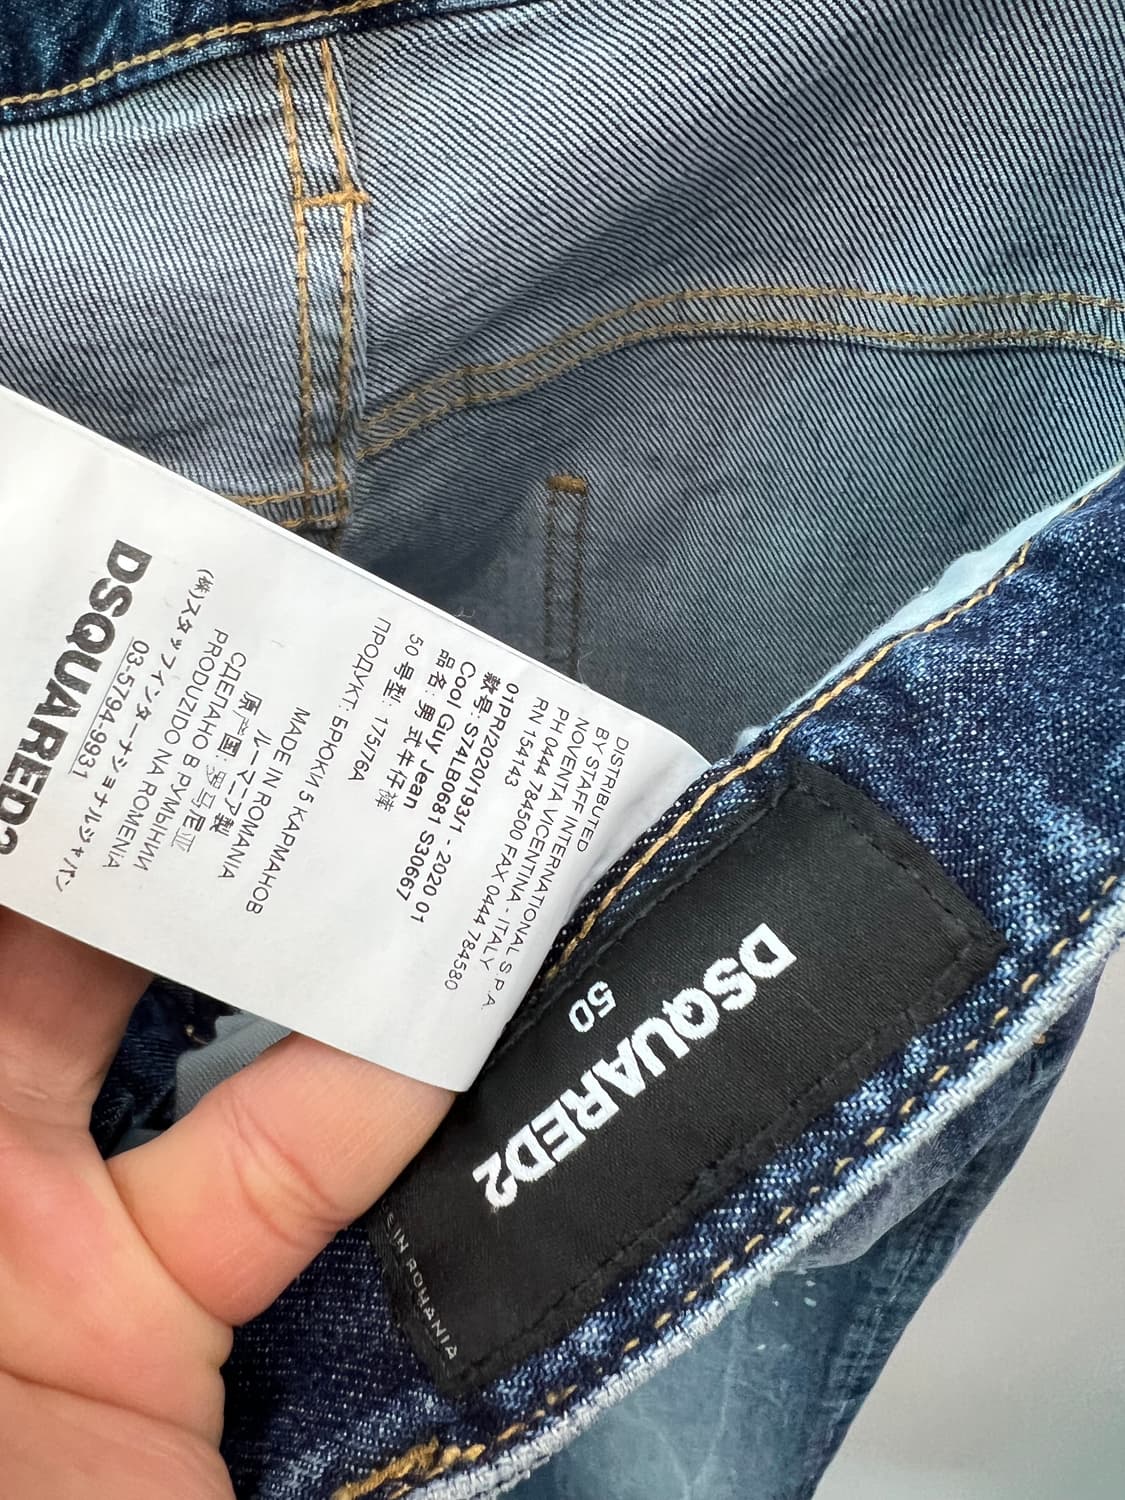 DISTRIBUTED
BY STAFF INTERNATIONAL S.P.A.
NOVENTA VICENTINA - ITALY
PH 0444 784500 FAX 0444 784580
RN 154143
01PR/2020/1933/1 - 2020 01
款号: S74LB0681 S30667
Cool Guy Jean
品名: 男式牛仔裤
50 号型: 175/76A
ПРОДУКТ: БРЮКИ 5 КАРМАНОВ
MADE IN ROMANIA
ルーマニア製
原产国: 罗马尼亚
СДЕЛАНО В РУМЫНИИ
PRODUZIDO NA ROMENIA
(株)スタッフインターナショナルジャパン
03-5794-9931
DSQUARED2
DSQUARED2
50
IN ROMANIA